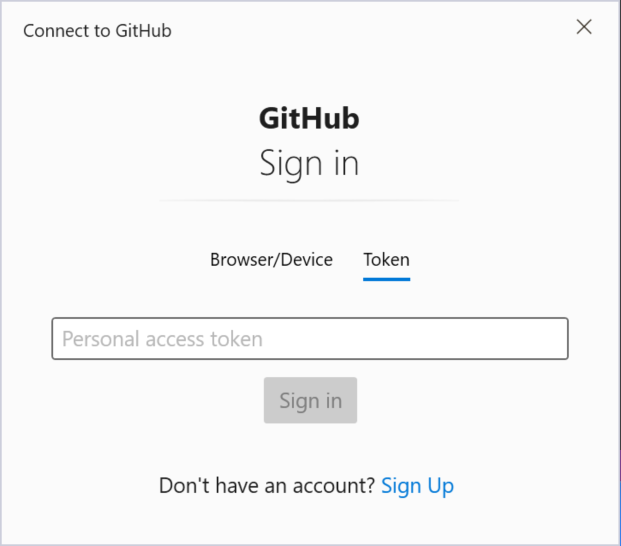 Connect to GitHub
GitHub
Sign in
Browser/Device Token
Personal access token
Sign in
Don't have an account? Sign Up